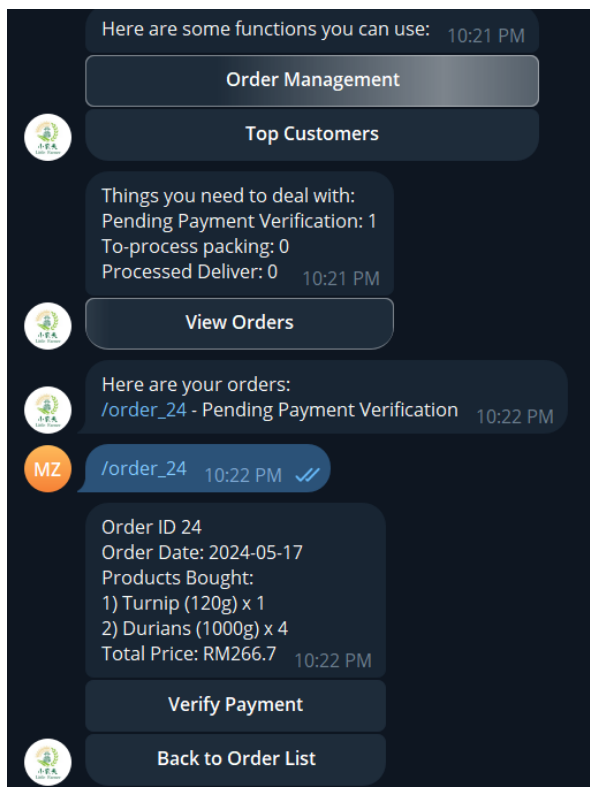 Here are some functions you can use: 10:21 PM
Order Management
Top Customers
Things you need to deal with:
Pending Payment Verification: 1
To-process packing: 0
Processed Deliver: 0 10:21 PM
View Orders
Here are your orders:
/order_24 - Pending Payment Verification 10:22 PM
MZ /order_24 10:22 PM
Order ID 24
Order Date: 2024-05-17
Products Bought:
1) Turnip (120g) x 1
2) Durians (1000g) x 4
Total Price: RM266.7 10:22 PM
Verify Payment
Back to Order List